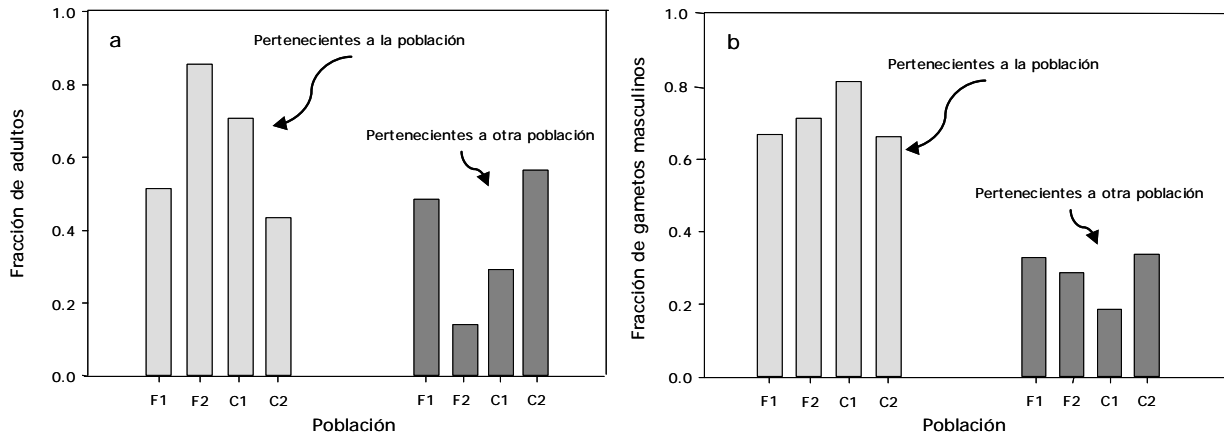 a
Pertenecientes a la población
Pertenecientes a otra población
Fracción de adultos
1.0
0.8
0.6
0.4
0.2
0.0
F1 F2 C1 C2 F1 F2 C1 C2
Población
b
Pertenecientes a la población
Pertenecientes a otra población
Fracción de gametos masculinos
1.0
0.8
0.6
0.4
0.2
0.0
F1 F2 C1 C2 F1 F2 C1 C2
Población